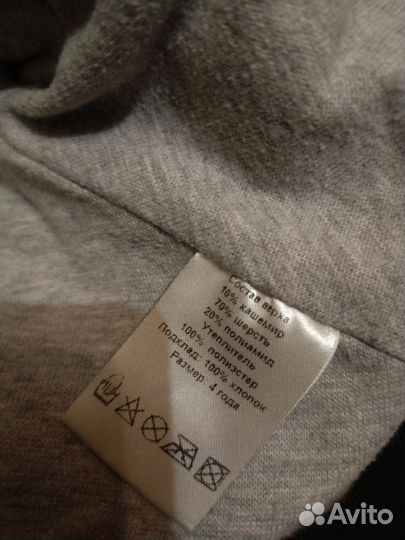 Состав верха
10% кашемир
70% шерсть
20% полиамид
Утеплитель
100% полиэстер
Подклад: 100% хлопок
Размер: 4 года
Avito